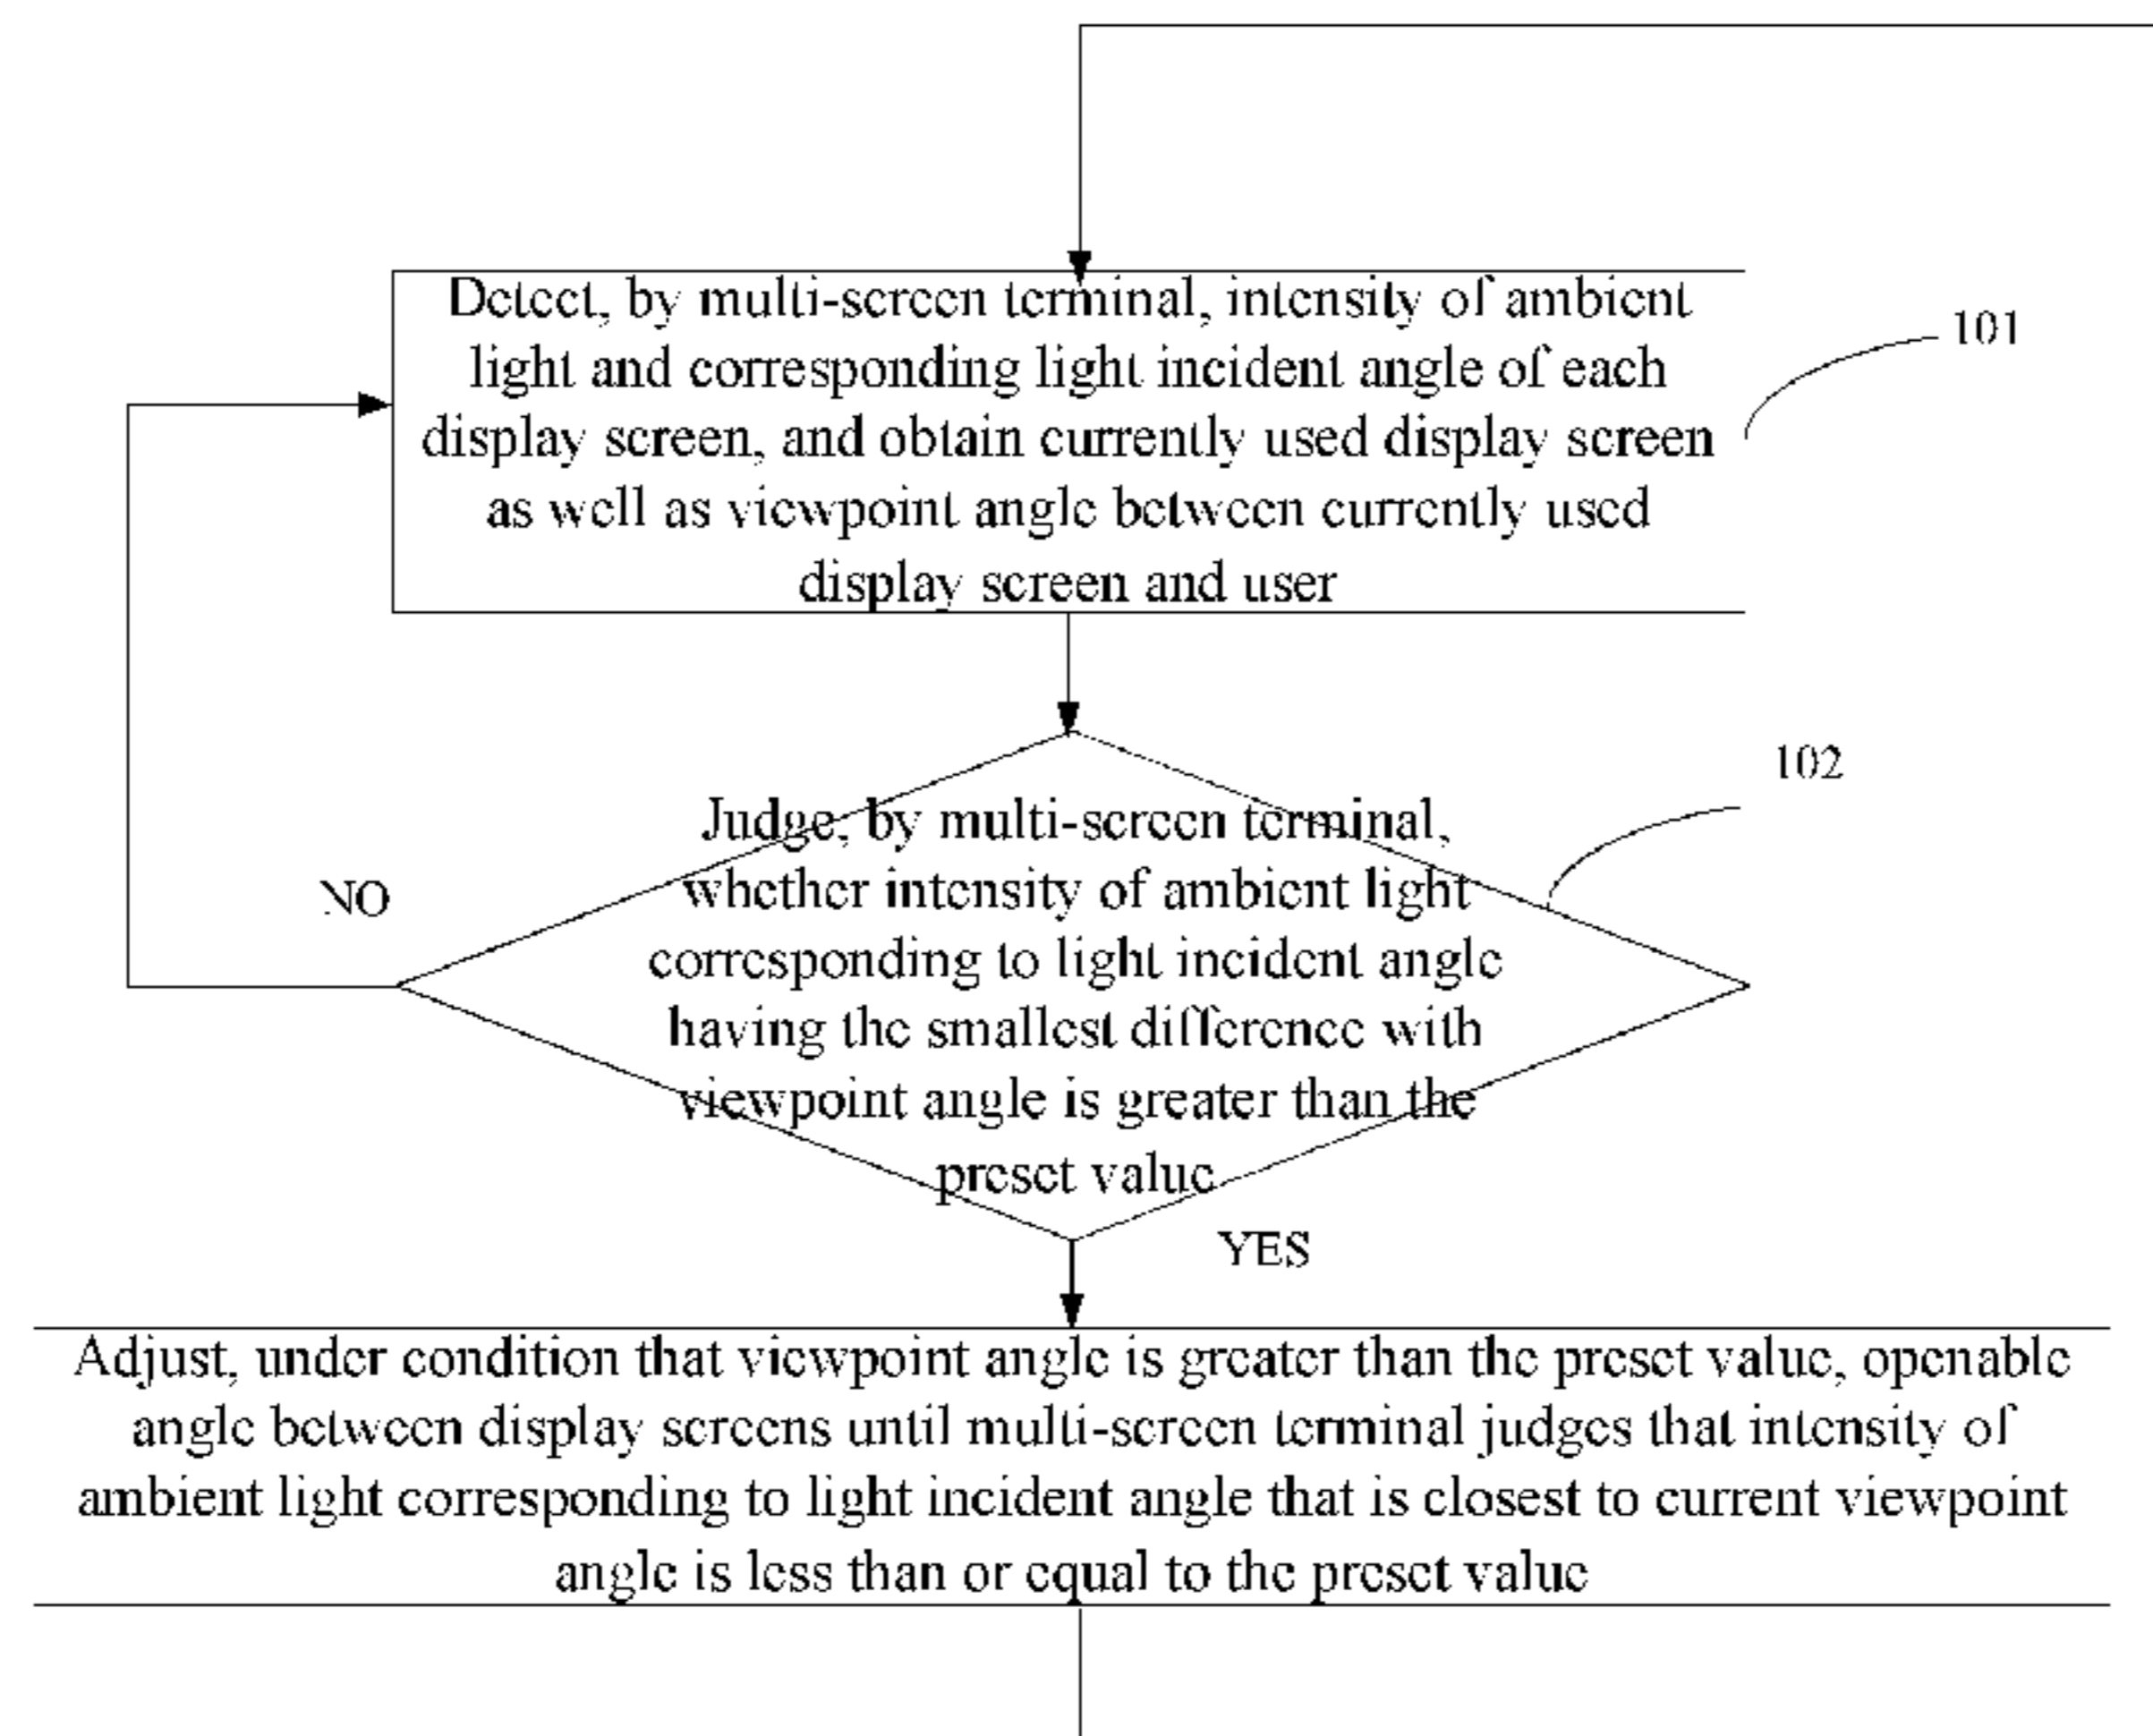 Detect, by multi-screen terminal, intensity of ambient
light and corresponding light incident angle of each
display screen, and obtain currently used display screen
as well as viewpoint angle between currently used
display screen and user
101
102
Judge, by multi-screen terminal,
whether intensity of ambient light
corresponding to light incident angle
having the smallest difference with
viewpoint angle is greater than the
preset value
NO
YES
Adjust, under condition that viewpoint angle is greater than the preset value, openable
angle between display screens until multi-screen terminal judges that intensity of
ambient light corresponding to light incident angle that is closest to current viewpoint
angle is less than or equal to the preset value